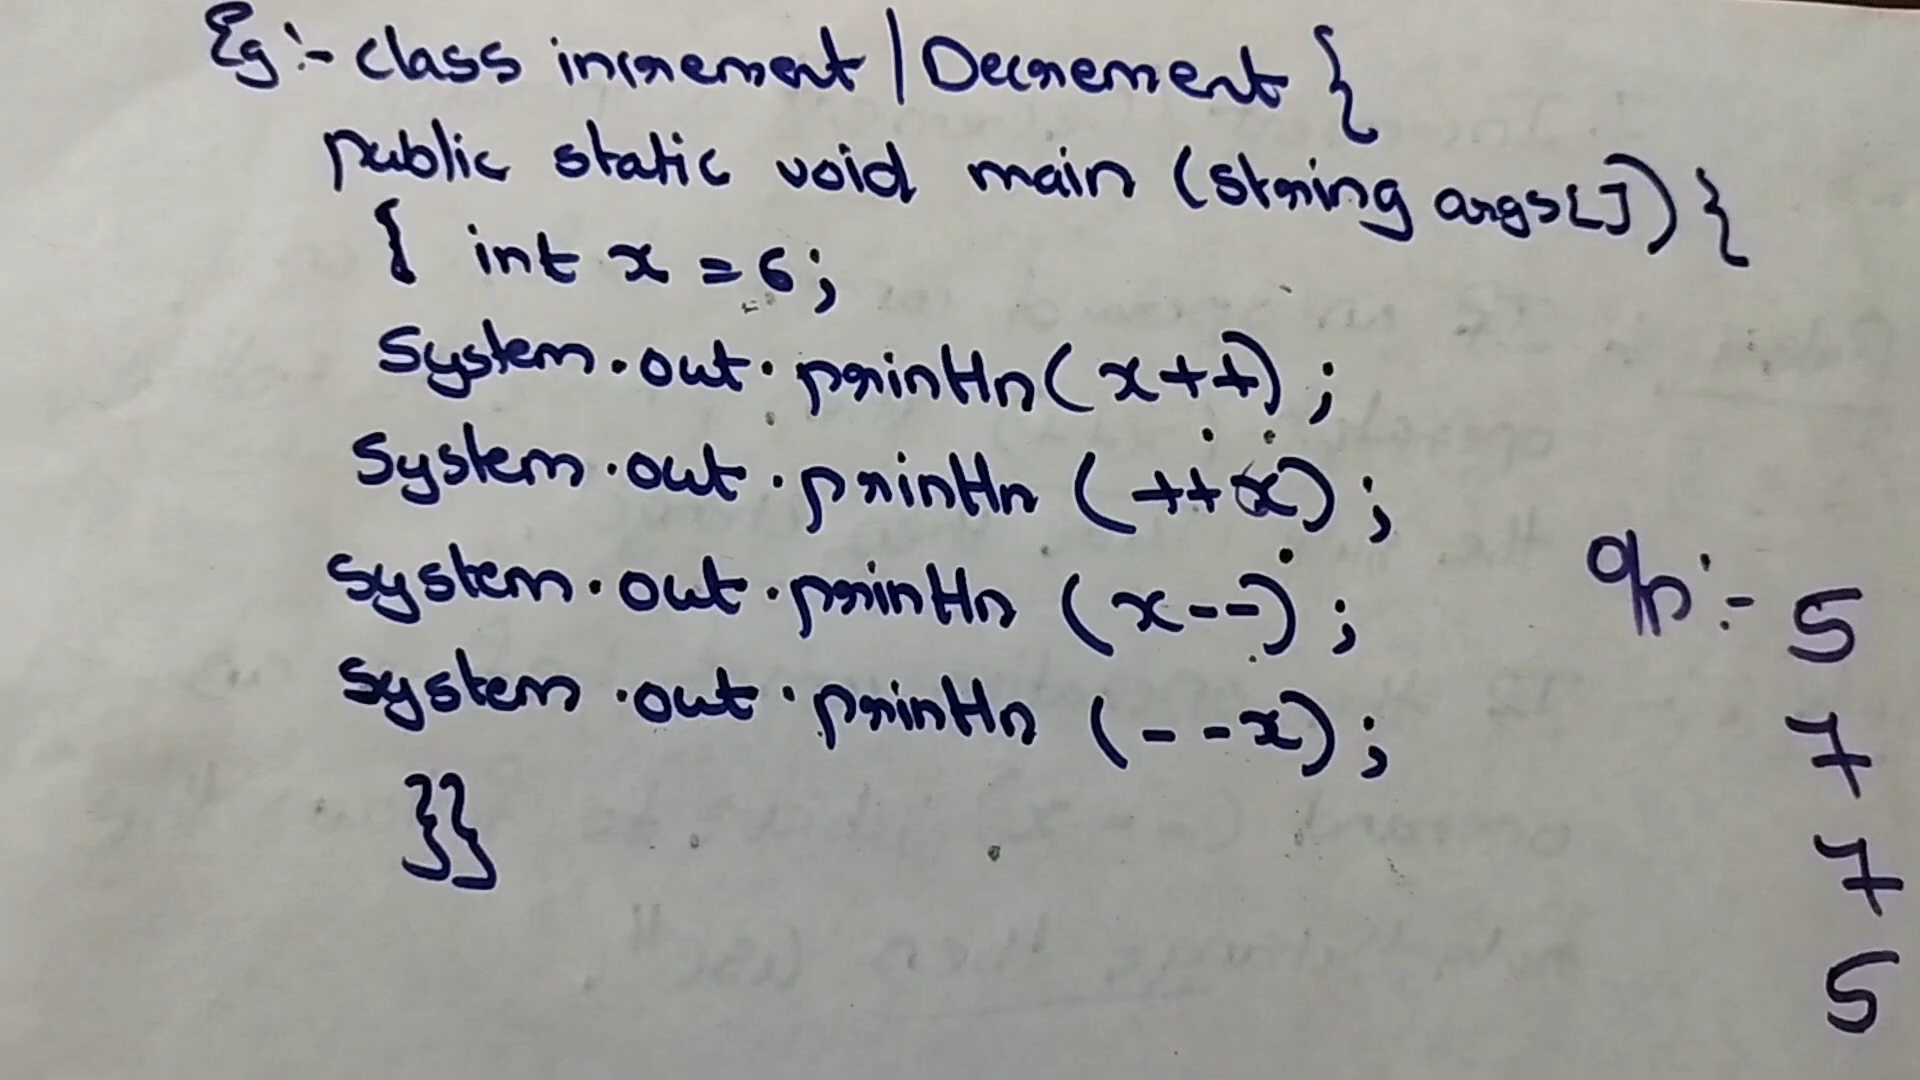 Eg:- class increment/Decrement {
public static void main (string args[]) {
{ int x = 6;
system.out.println(x++);
system.out.println (++x);
system.out.println (x--);
system.out.println (--x);
}}
o/p:- 5
7
7
5